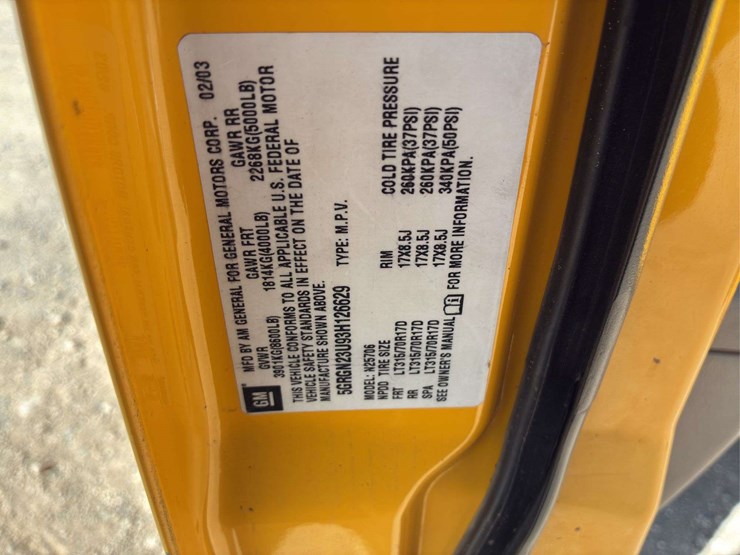 GM MFD BY AM GENERAL FOR GENERAL MOTORS CORP. 02/03
GVWR GAWR FRT GAWR RR
3901KG(8600LB) 1814KG(4000LB) 2268KG(5000LB)
THIS VEHICLE CONFORMS TO ALL APPLICABLE U.S. FEDERAL MOTOR
VEHICLE SAFETY STANDARDS IN EFFECT ON THE DATE OF
MANUFACTURE SHOWN ABOVE.
5GRGN23U93H126629 TYPE: M.P.V.
MODEL: N25706
NPDD TIRE SIZE RIM COLD TIRE PRESSURE
FRT LT315/70R17D 17X8.5J 260KPA(37PSI)
RR LT315/70R17D 17X8.5J 260KPA(37PSI)
SPA LT315/70R17D 17X8.5J 340KPA(50PSI)
SEE OWNER'S MANUAL FOR MORE INFORMATION.